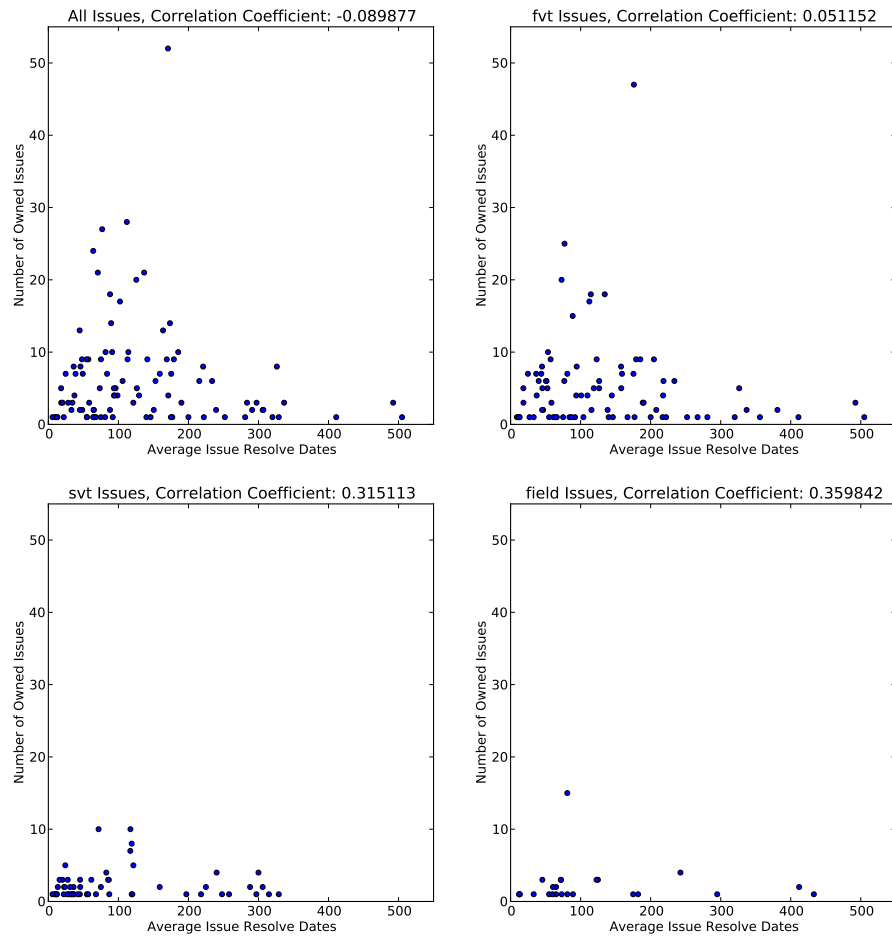 All Issues, Correlation Coefficient: -0.089877
50
40
30
20
10
0
Number of Owned Issues
0 100 200 300 400 500
Average Issue Resolve Dates
fvt Issues, Correlation Coefficient: 0.051152
50
40
30
20
10
0
Number of Owned Issues
0 100 200 300 400 500
Average Issue Resolve Dates
svt Issues, Correlation Coefficient: 0.315113
50
40
30
20
10
0
Number of Owned Issues
0 100 200 300 400 500
Average Issue Resolve Dates
field Issues, Correlation Coefficient: 0.359842
50
40
30
20
10
0
Number of Owned Issues
0 100 200 300 400 500
Average Issue Resolve Dates